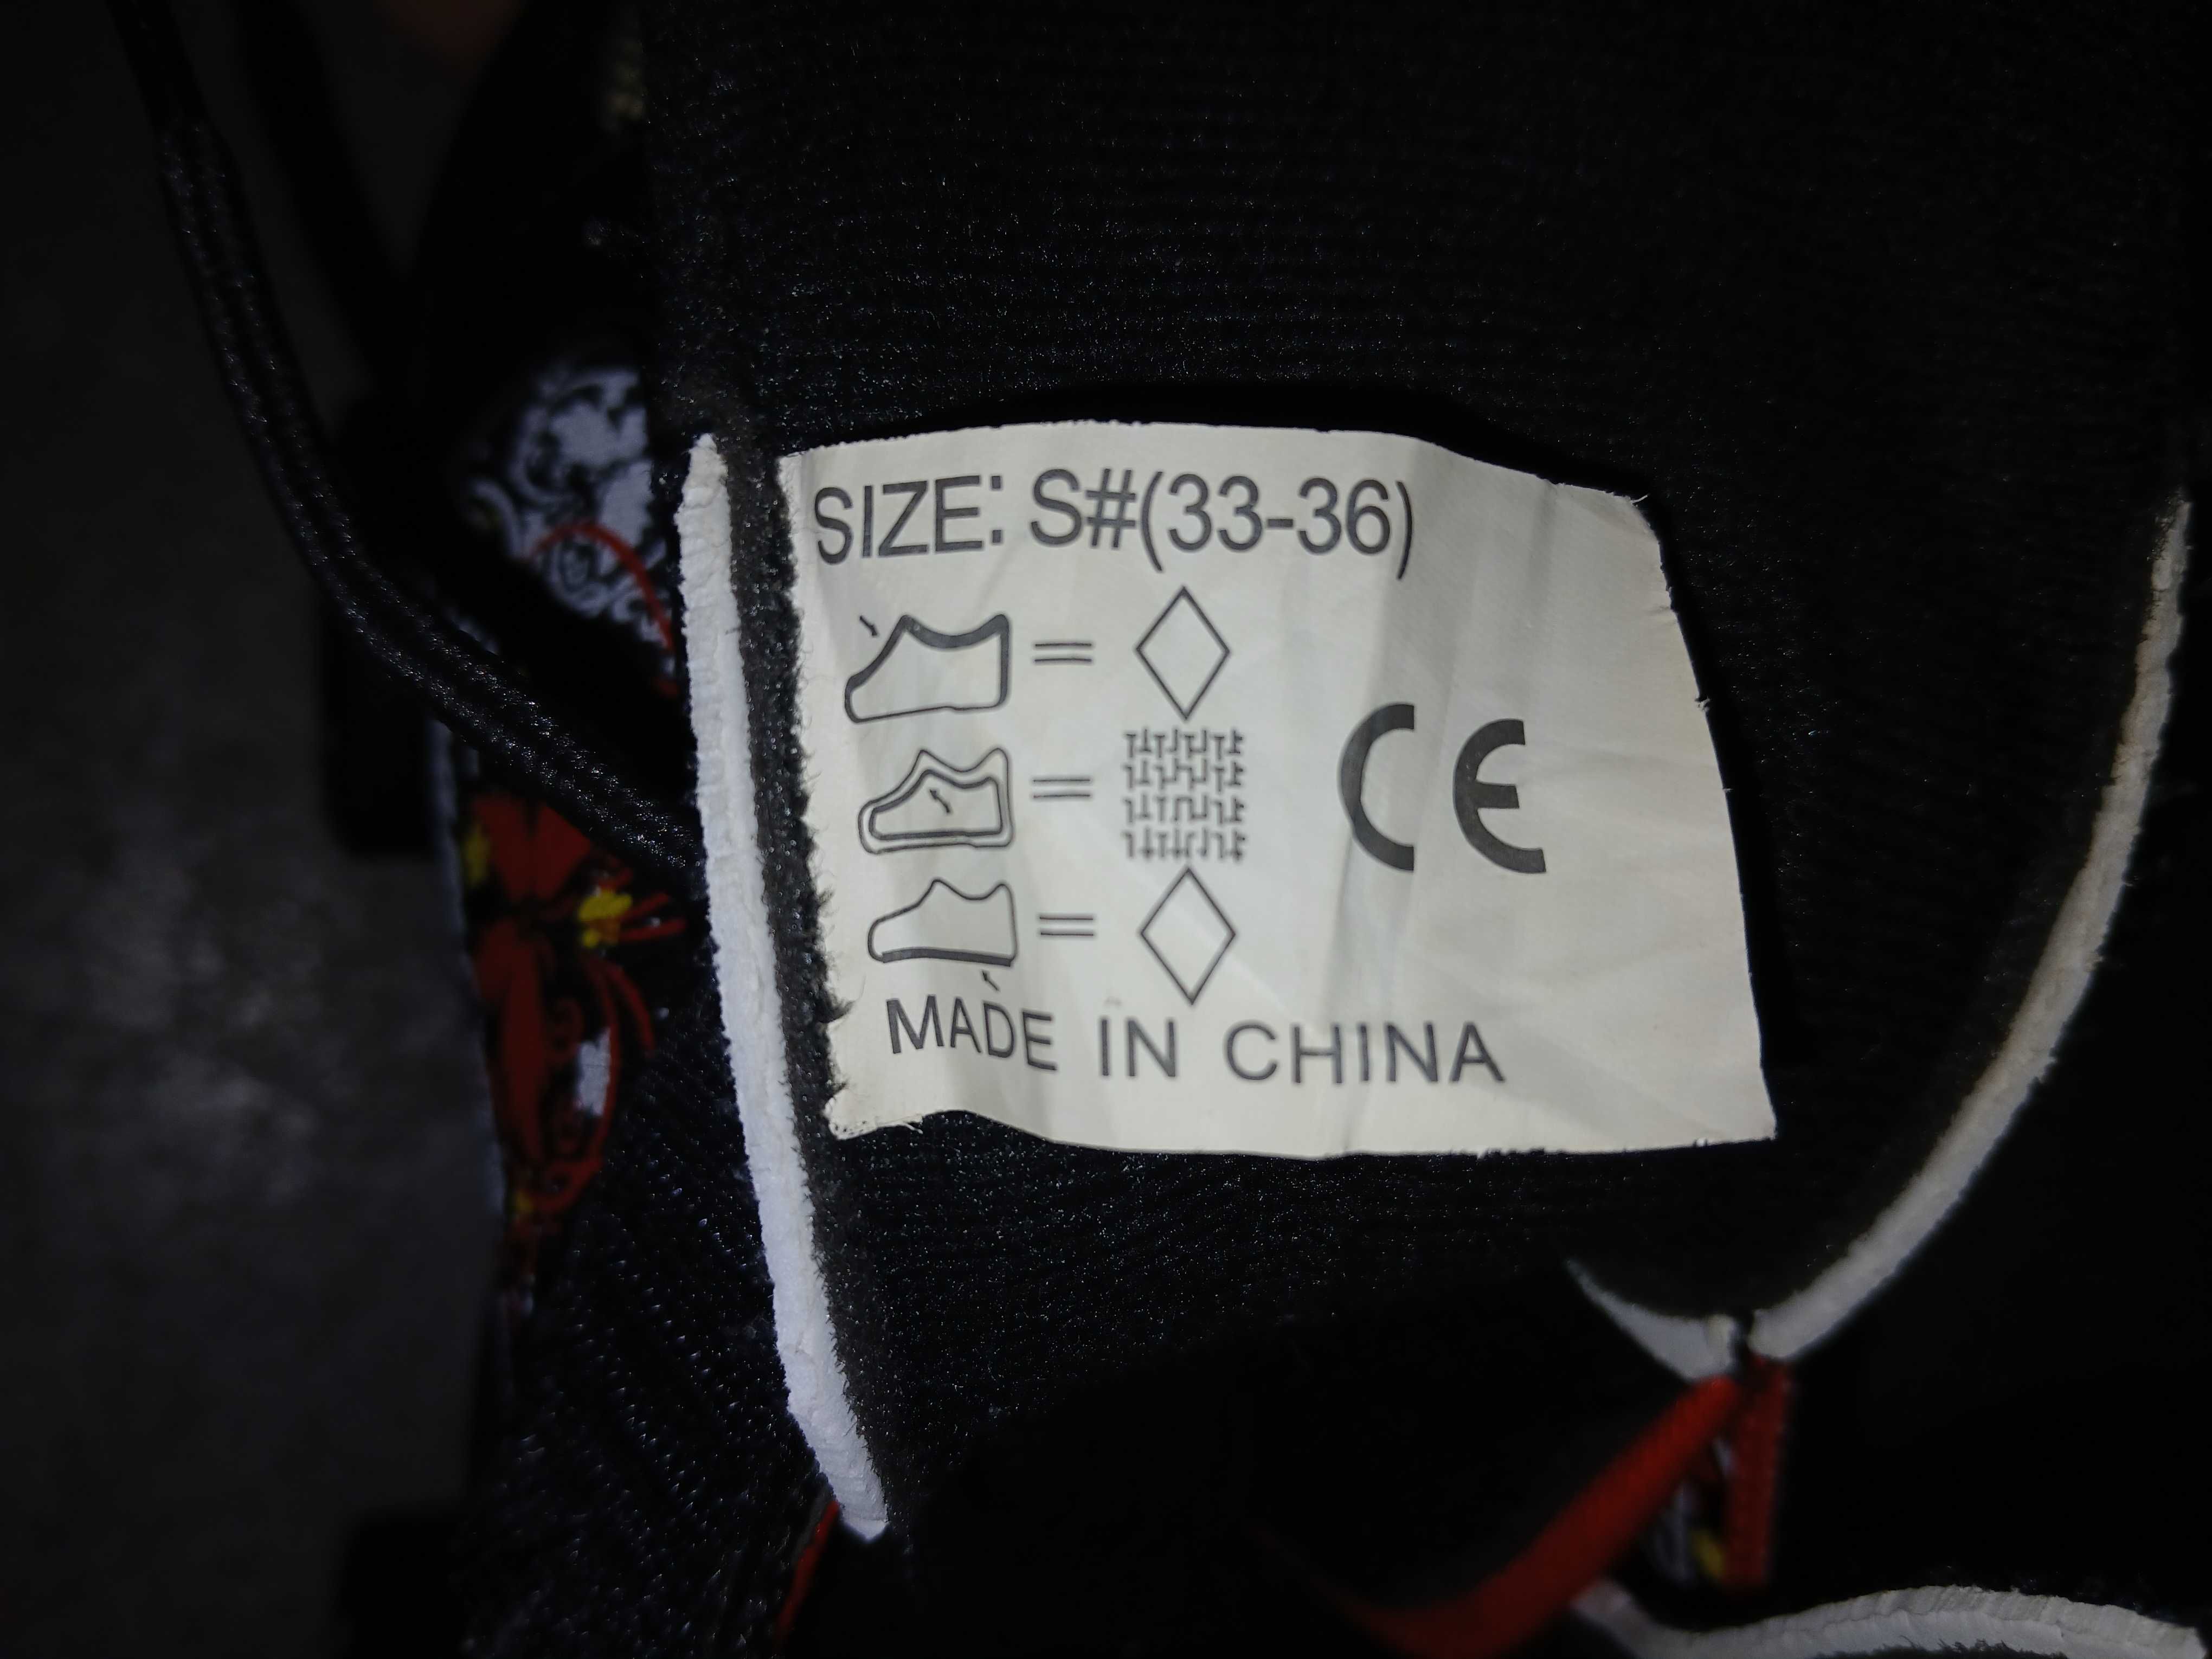 SIZE: S#(33-36)
=
=
CE
=
MADE IN CHINA